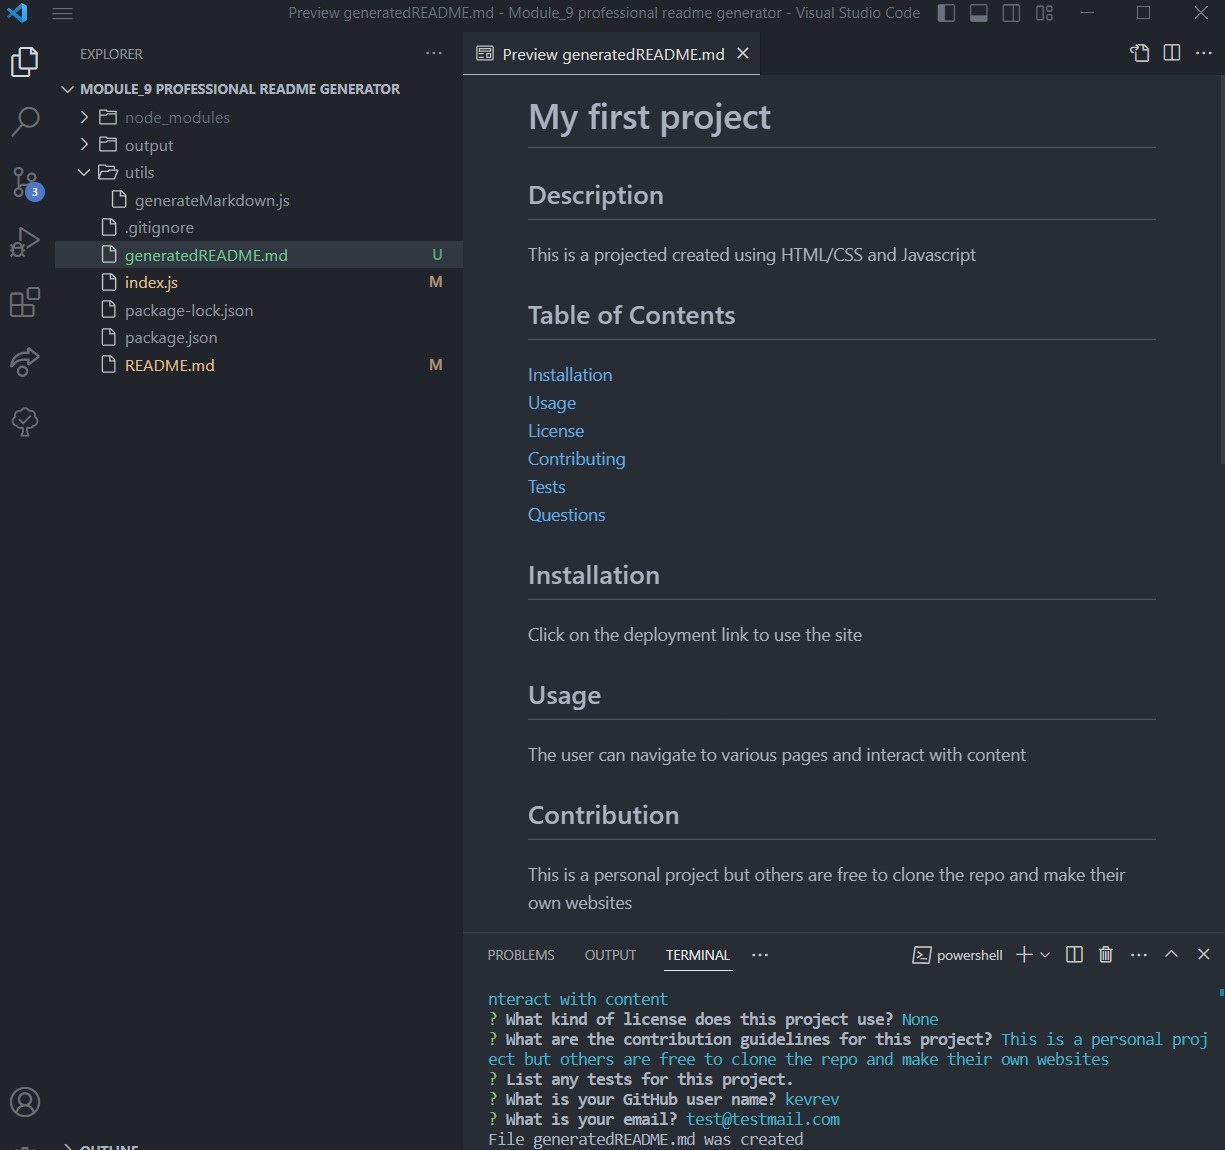 Preview generatedREADME.md - Module_9 professional readme generator - Visual Studio Code
EXPLORER
MODULE_9 PROFESSIONAL README GENERATOR
node_modules
output
utils
generateMarkdown.js
.gitignore
generatedREADME.md U
index.js M
package-lock.json
package.json
README.md M
3
OUTLINE
Preview generatedREADME.md
My first project
Description
This is a projected created using HTML/CSS and Javascript
Table of Contents
Installation
Usage
License
Contributing
Tests
Questions
Installation
Click on the deployment link to use the site
Usage
The user can navigate to various pages and interact with content
Contribution
This is a personal project but others are free to clone the repo and make their
own websites
PROBLEMS OUTPUT TERMINAL powershell
nteract with content
? What kind of license does this project use? None
? What are the contribution guidelines for this project? This is a personal proj
ect but others are free to clone the repo and make their own websites
? List any tests for this project.
? What is your GitHub user name? kevrev
? What is your email? test@testmail.com
File generatedREADME.md was created